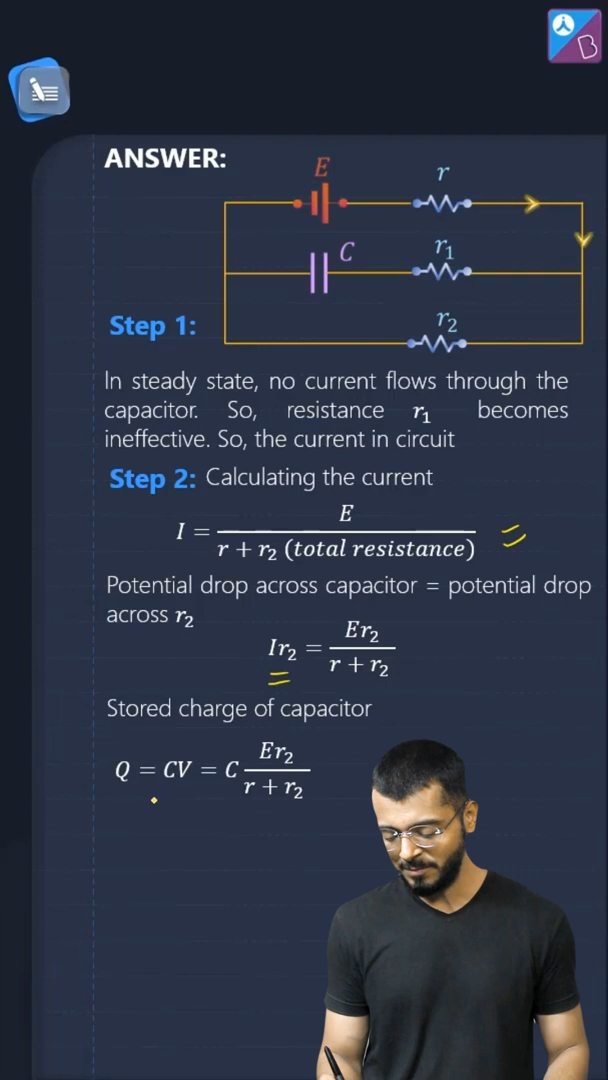 B
ANSWER:
E
r
C
r₁
r₂
Step 1:
In steady state, no current flows through the
capacitor. So, resistance r₁ becomes
ineffective. So, the current in circuit
Step 2: Calculating the current
I = E / (r + r₂ (total resistance)) =
Potential drop across capacitor = potential drop
across r₂
Ir₂ = Er₂ / (r + r₂)
=
Stored charge of capacitor
Q = CV = C Er₂ / (r + r₂)